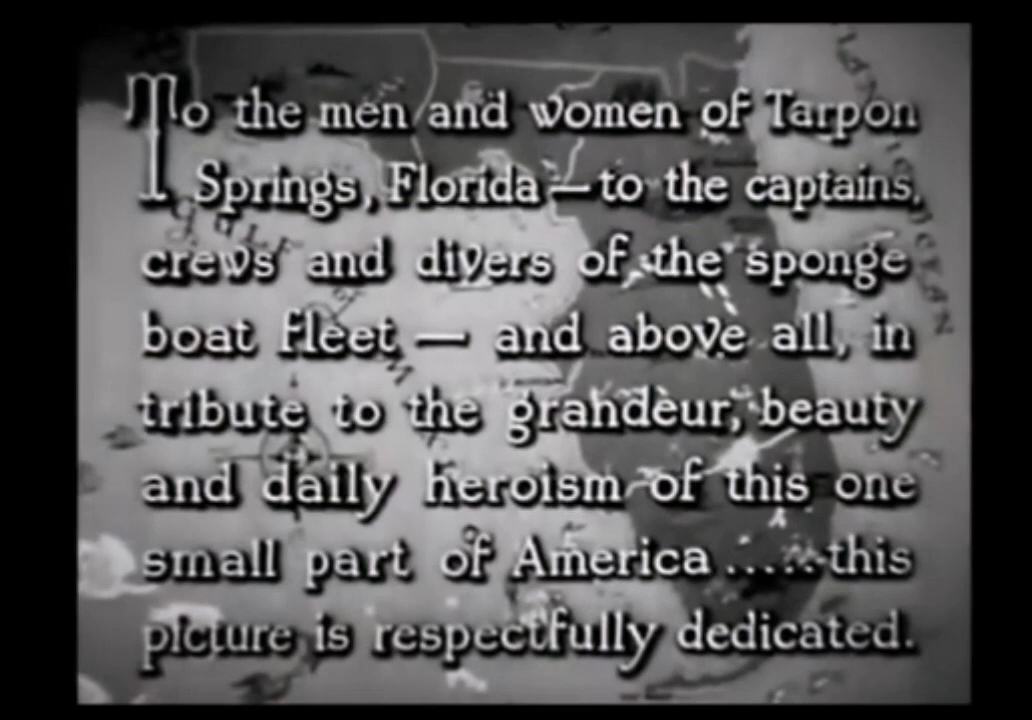 To the men and women of Tarpon
Springs, Florida — to the captains,
crews and divers of the sponge
boat fleet — and above all, in
tribute to the grandeur, beauty
and daily heroism of this one
small part of America ..... this
picture is respectfully dedicated.